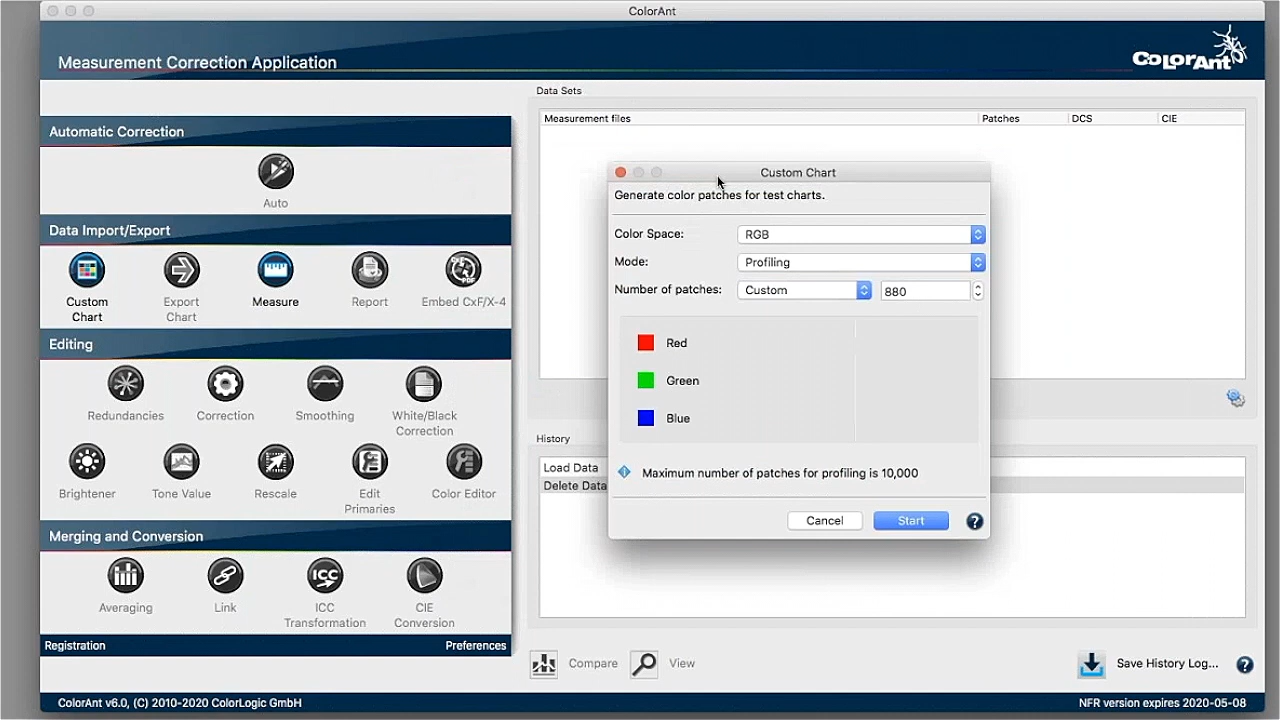 ColorAnt
Measurement Correction Application
COLORANT
Automatic Correction
Auto
Data Import/Export
Custom
Chart
Export
Chart
Measure
Report
Embed CxF/X-4
Editing
Redundancies
Correction
Smoothing
White/Black
Correction
Brightener
Tone Value
Rescale
Edit
Primaries
Color Editor
Merging and Conversion
Averaging
Link
ICC
ICC
Transformation
CIE
Conversion
Registration
Preferences
Data Sets
Measurement files
Patches
DCS
CIE
Custom Chart
Generate color patches for test charts.
Color Space:
RGB
Mode:
Profiling
Number of patches:
Custom
880
Red
Green
Blue
Maximum number of patches for profiling is 10,000
Cancel
Start
?
History
Load Data
Delete Data
Compare
View
Save History Log...
?
ColorAnt v6.0, (C) 2010-2020 ColorLogic GmbH
NFR version expires 2020-05-08